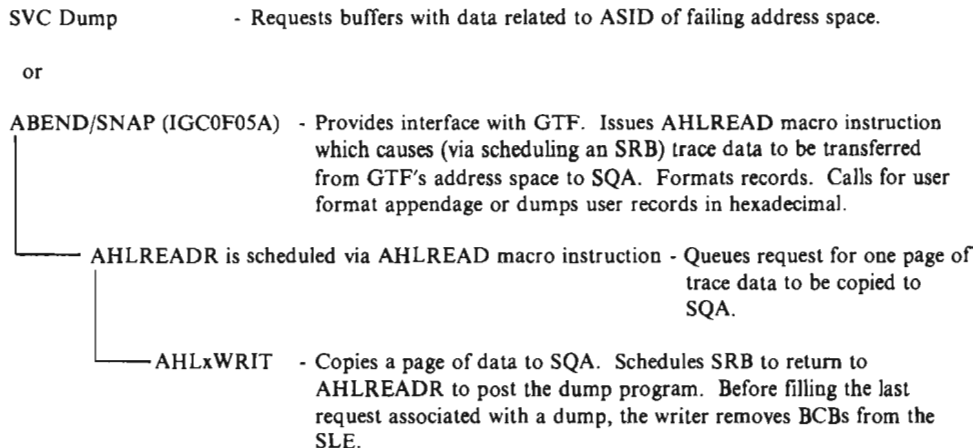 SVC Dump - Requests buffers with data related to ASID of failing address space.
or
ABEND/SNAP (IGC0F05A) - Provides interface with GTF. Issues AHLREAD macro instruction
which causes (via scheduling an SRB) trace data to be transferred
from GTF's address space to SQA. Formats records. Calls for user
format appendage or dumps user records in hexadecimal.
AHLREADR is scheduled via AHLREAD macro instruction - Queues request for one page of
trace data to be copied to
SQA.
AHLxWRIT - Copies a page of data to SQA. Schedules SRB to return to
AHLREADR to post the dump program. Before filling the last
request associated with a dump, the writer removes BCBs from the
SLE.